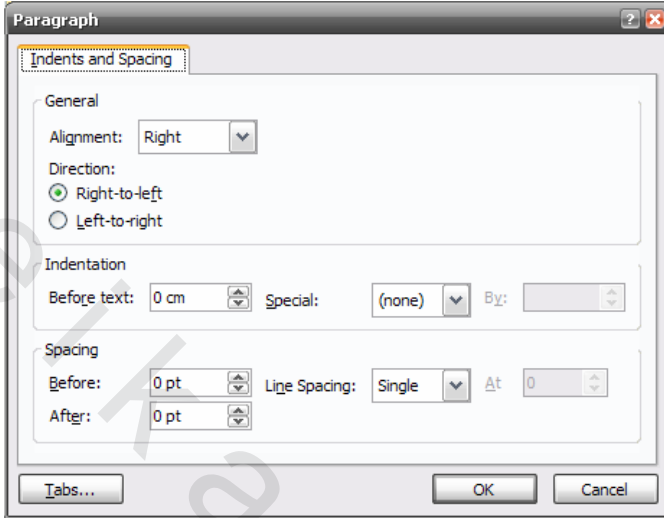 Paragraph
Indents and Spacing
General
Alignment: Right
Direction:
Right-to-left
Left-to-right
Indentation
Before text: 0 cm Special: (none) By:
Spacing
Before: 0 pt Line Spacing: Single At 0
After: 0 pt
Tabs... OK Cancel